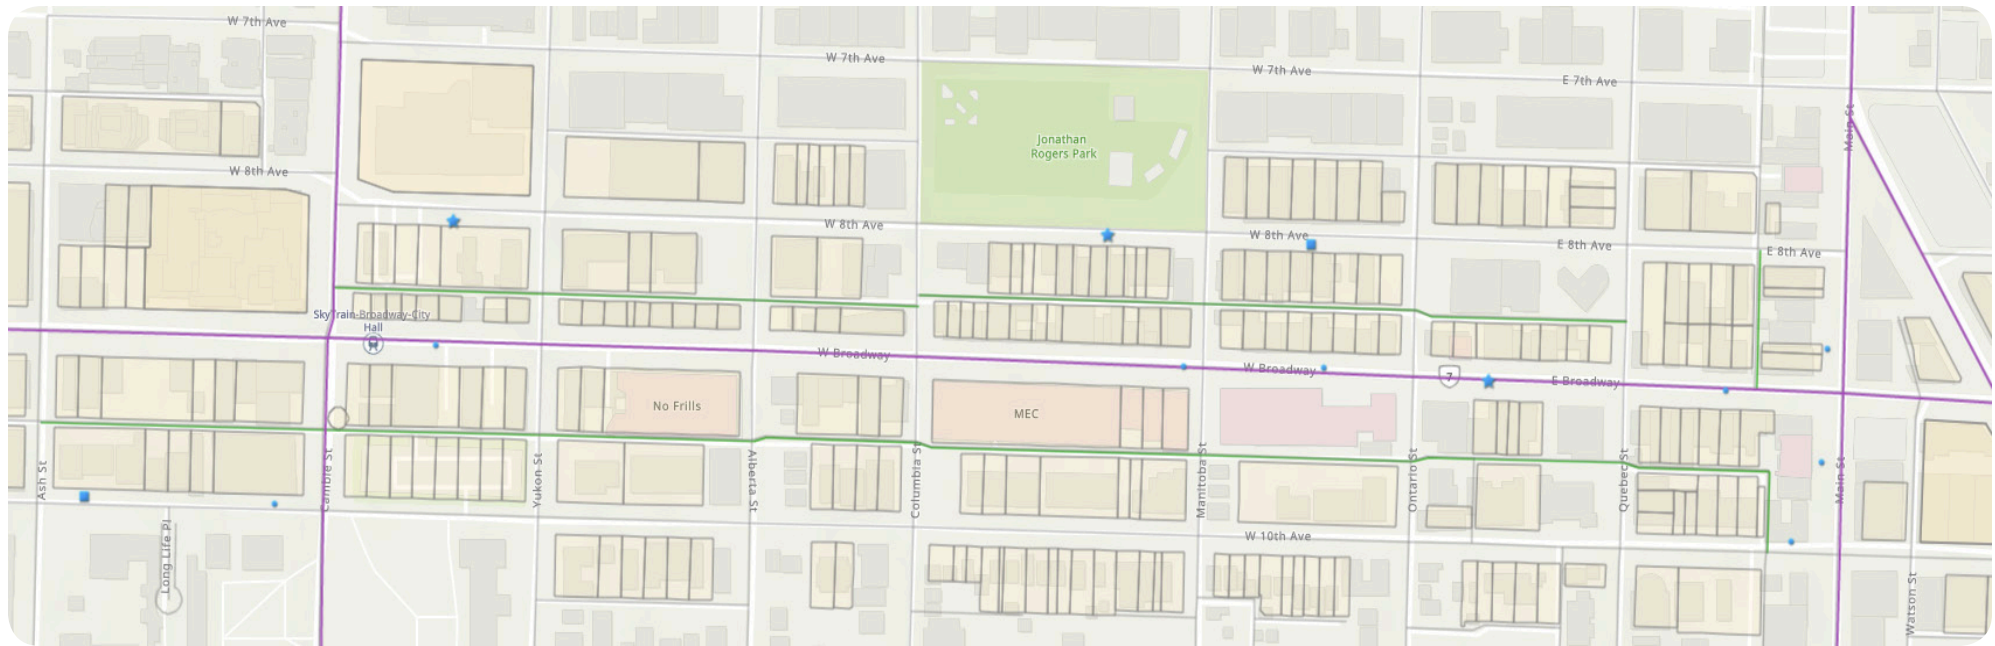 W 7th Ave
W 7th Ave
W 7th Ave
E 7th Ave
Main St
Jonathan
Rogers Park
W 8th Ave
W 8th Ave
W 8th Ave
E 8th Ave
E 8th Ave
SkyTrain-Broadway-City
Hall
W Broadway
W Broadway
7
E Broadway
No Frills
MEC
Ash St
Cambie St
Yukon St
Alberta St
Columbia St
Manitoba St
Ontario St
Quebec St
Main St
W 10th Ave
Long Life Pl
Watson St